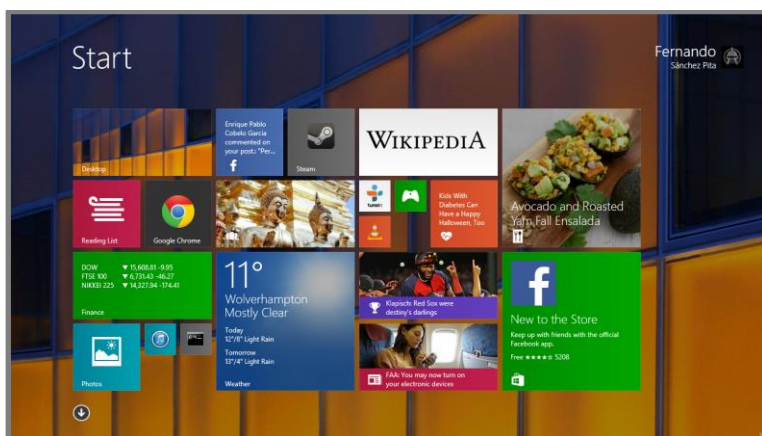 Start
Fernando
Sánchez Pita
Desktop
Enrique Pablo
Cobelo Garcia
commented on
your post.: "Per...
Steam
WIKIPEDIA
Avocado and Roasted
Yam Fall Ensalada
Reading List
Google Chrome
tunein
Kids With
Diabetes Can
Have a Happy
Halloween, Too
DOW ▼ 15,608.81 -9.95
FTSE 100 ▼ 6,731.43 -46.27
NIKKEI 225 ▼ 14,327.94 -174.41
Finance
11°
Wolverhampton
Mostly Clear
Today
12°/8° Light Rain
Tomorrow
13°/4° Light Rain
Weather
Klapisch: Red Sox were
destiny's darlings
FAA: You may now turn on
your electronic devices
New to the Store
Keep up with friends with the official
Facebook app.
Free ★★★★☆ 5208
Photos